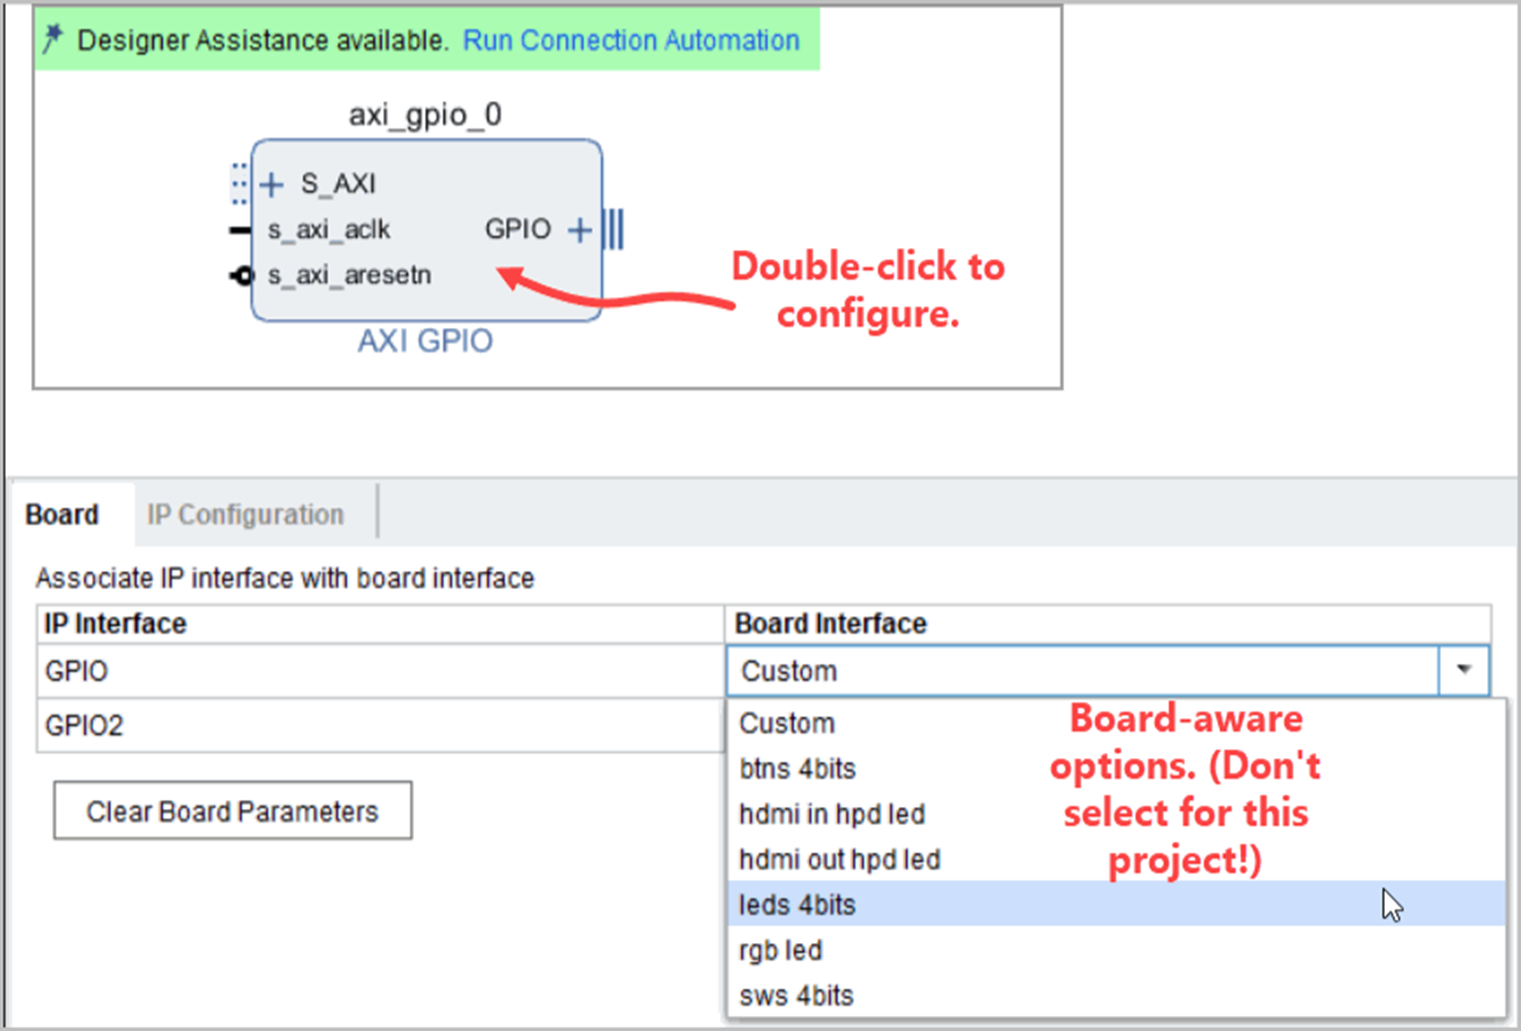 Designer Assistance available. Run Connection Automation
axi_gpio_0
S_AXI
s_axi_aclk
GPIO
s_axi_aresetn
AXI GPIO
Double-click to
configure.
Board
IP Configuration
Associate IP interface with board interface
IP Interface
Board Interface
GPIO
Custom
GPIO2
Custom
btns 4bits
hdmi in hpd led
hdmi out hpd led
leds 4bits
rgb led
sws 4bits
Board-aware
options. (Don't
select for this
project!)
Clear Board Parameters